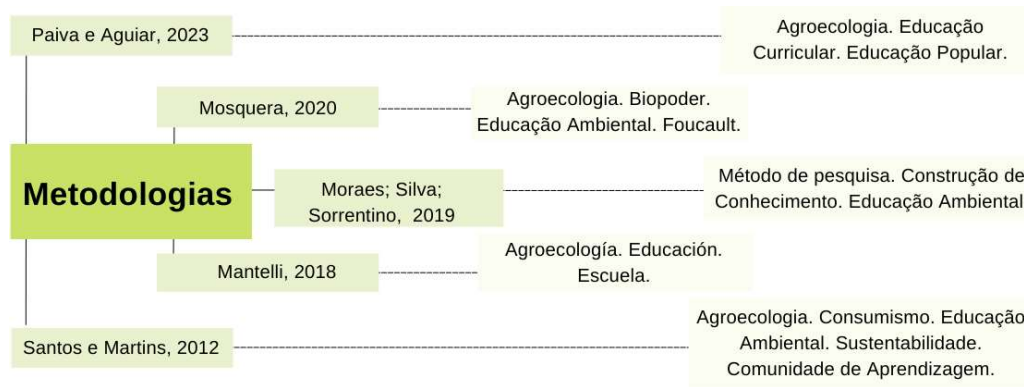 Paiva e Aguiar, 2023
Agroecologia. Educação
Curricular. Educação Popular.
Mosquera, 2020
Agroecologia. Biopoder.
Educação Ambiental. Foucault.
Metodologias
Moraes; Silva;
Sorrentino, 2019
Método de pesquisa. Construção de
Conhecimento. Educação Ambiental
Mantelli, 2018
Agroecología. Educación.
Escuela.
Santos e Martins, 2012
Agroecologia. Consumismo. Educação
Ambiental. Sustentabilidade.
Comunidade de Aprendizagem.